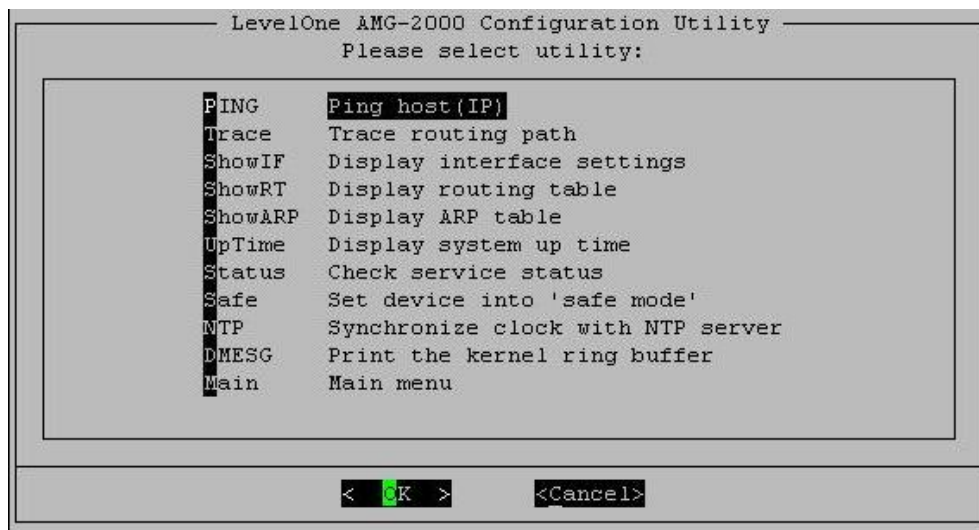 LevelOne AMG-2000 Configuration Utility
Please select utility:
PING Ping host(IP)
Trace Trace routing path
ShowIF Display interface settings
ShowRT Display routing table
ShowARP Display ARP table
UpTime Display system up time
Status Check service status
Safe Set device into 'safe mode'
NTP Synchronize clock with NTP server
DMESG Print the kernel ring buffer
Main Main menu
< OK > <Cancel>